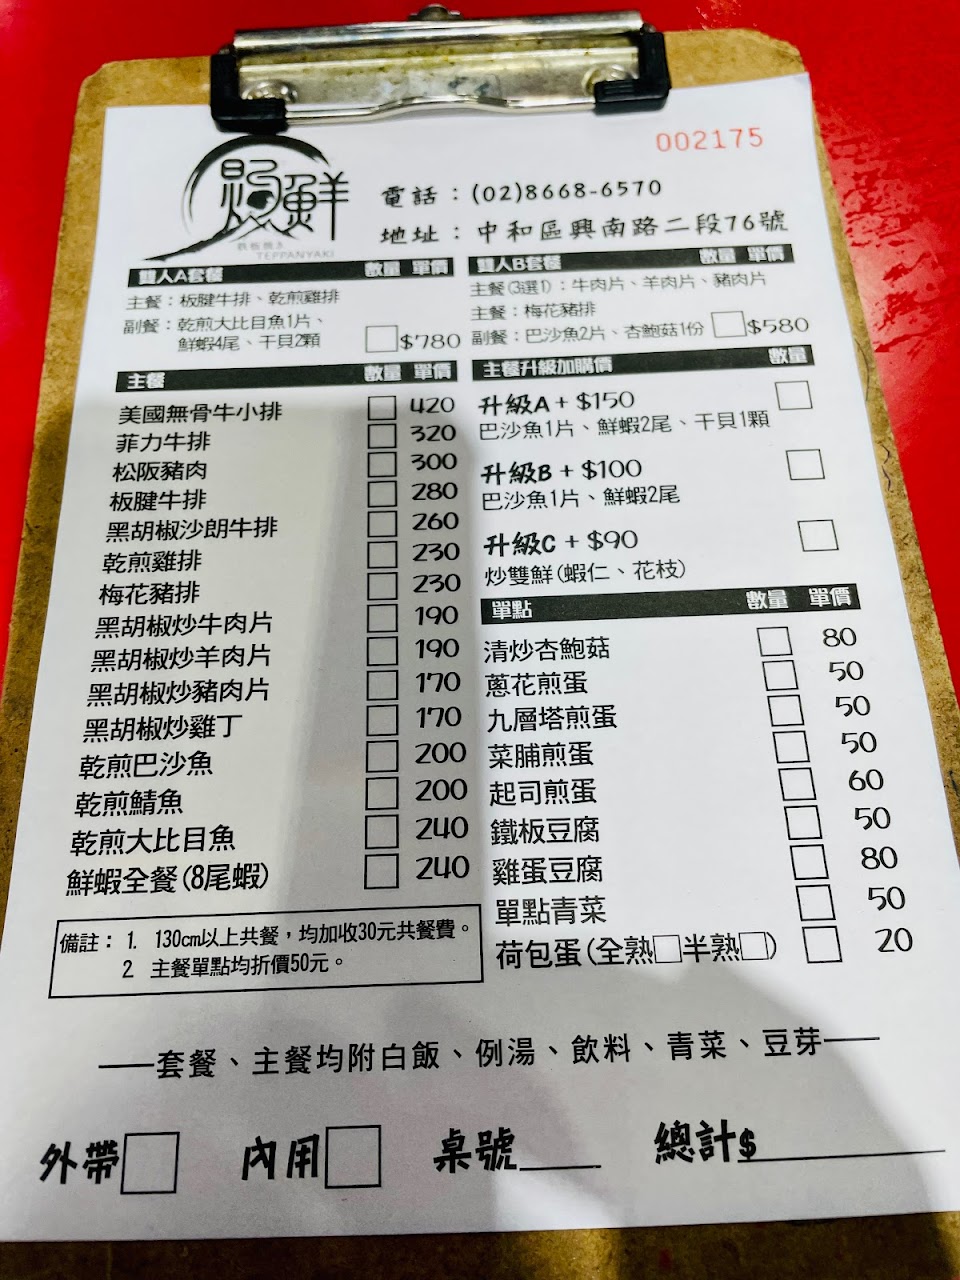 002175
鮮
鉄板焼き
TEPPANYAKI
電話：(02)8668-6570
地址：中和區興南路二段76號
雙人A套餐 數量 單價
主餐：板腱牛排、乾煎雞排
副餐：乾煎大比目魚1片、
鮮蝦4尾、干貝2顆 $780
雙人B套餐 數量 單價
主餐(3選1)：牛肉片、羊肉片、豬肉片
主餐：梅花豬排
副餐：巴沙魚2片、杏鮑菇1份 $580
主餐 數量 單價
美國無骨牛小排 420
菲力牛排 320
松阪豬肉 300
板腱牛排 280
黑胡椒沙朗牛排 260
乾煎雞排 230
梅花豬排 230
黑胡椒炒牛肉片 190
黑胡椒炒羊肉片 190
黑胡椒炒豬肉片 170
黑胡椒炒雞丁 170
乾煎巴沙魚 200
乾煎鯖魚 200
乾煎大比目魚 240
鮮蝦全餐(8尾蝦) 240
備註：1. 130cm以上共餐，均加收30元共餐費。
2 主餐單點均折價50元。
主餐升級加購價 數量
升級A + $150
巴沙魚1片、鮮蝦2尾、干貝1顆
升級B + $100
巴沙魚1片、鮮蝦2尾
升級C + $90
炒雙鮮(蝦仁、花枝)
單點 數量 單價
清炒杏鮑菇 80
蔥花煎蛋 50
九層塔煎蛋 50
菜脯煎蛋 50
起司煎蛋 60
鐵板豆腐 50
雞蛋豆腐 80
單點青菜 50
荷包蛋(全熟□半熟□) 20
——套餐、主餐均附白飯、例湯、飲料、青菜、豆芽——
外帶□ 內用□ 桌號____ 總計$________